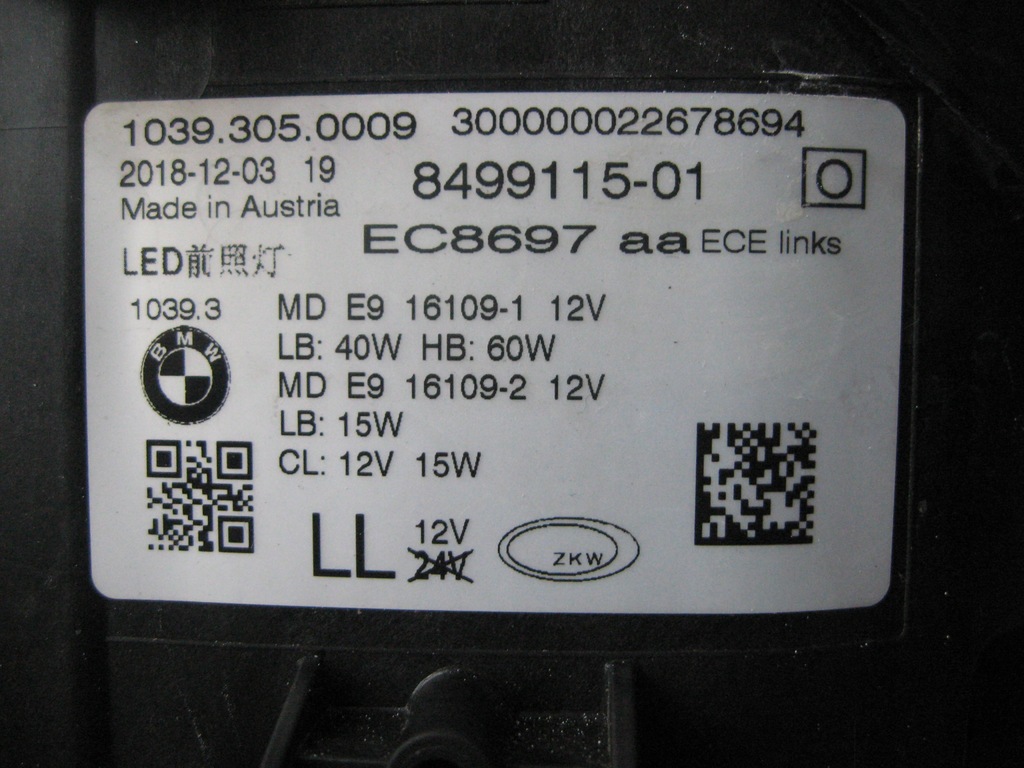 1039.305.0009 300000022678694
2018-12-03 19 8499115-01 O
Made in Austria
EC8697 aa ECE links
LED前照灯
1039.3 MD E9 16109-1 12V
BMW
LB: 40W HB: 60W
MD E9 16109-2 12V
LB: 15W
CL: 12V 15W
LL 12V
24V
ZKW